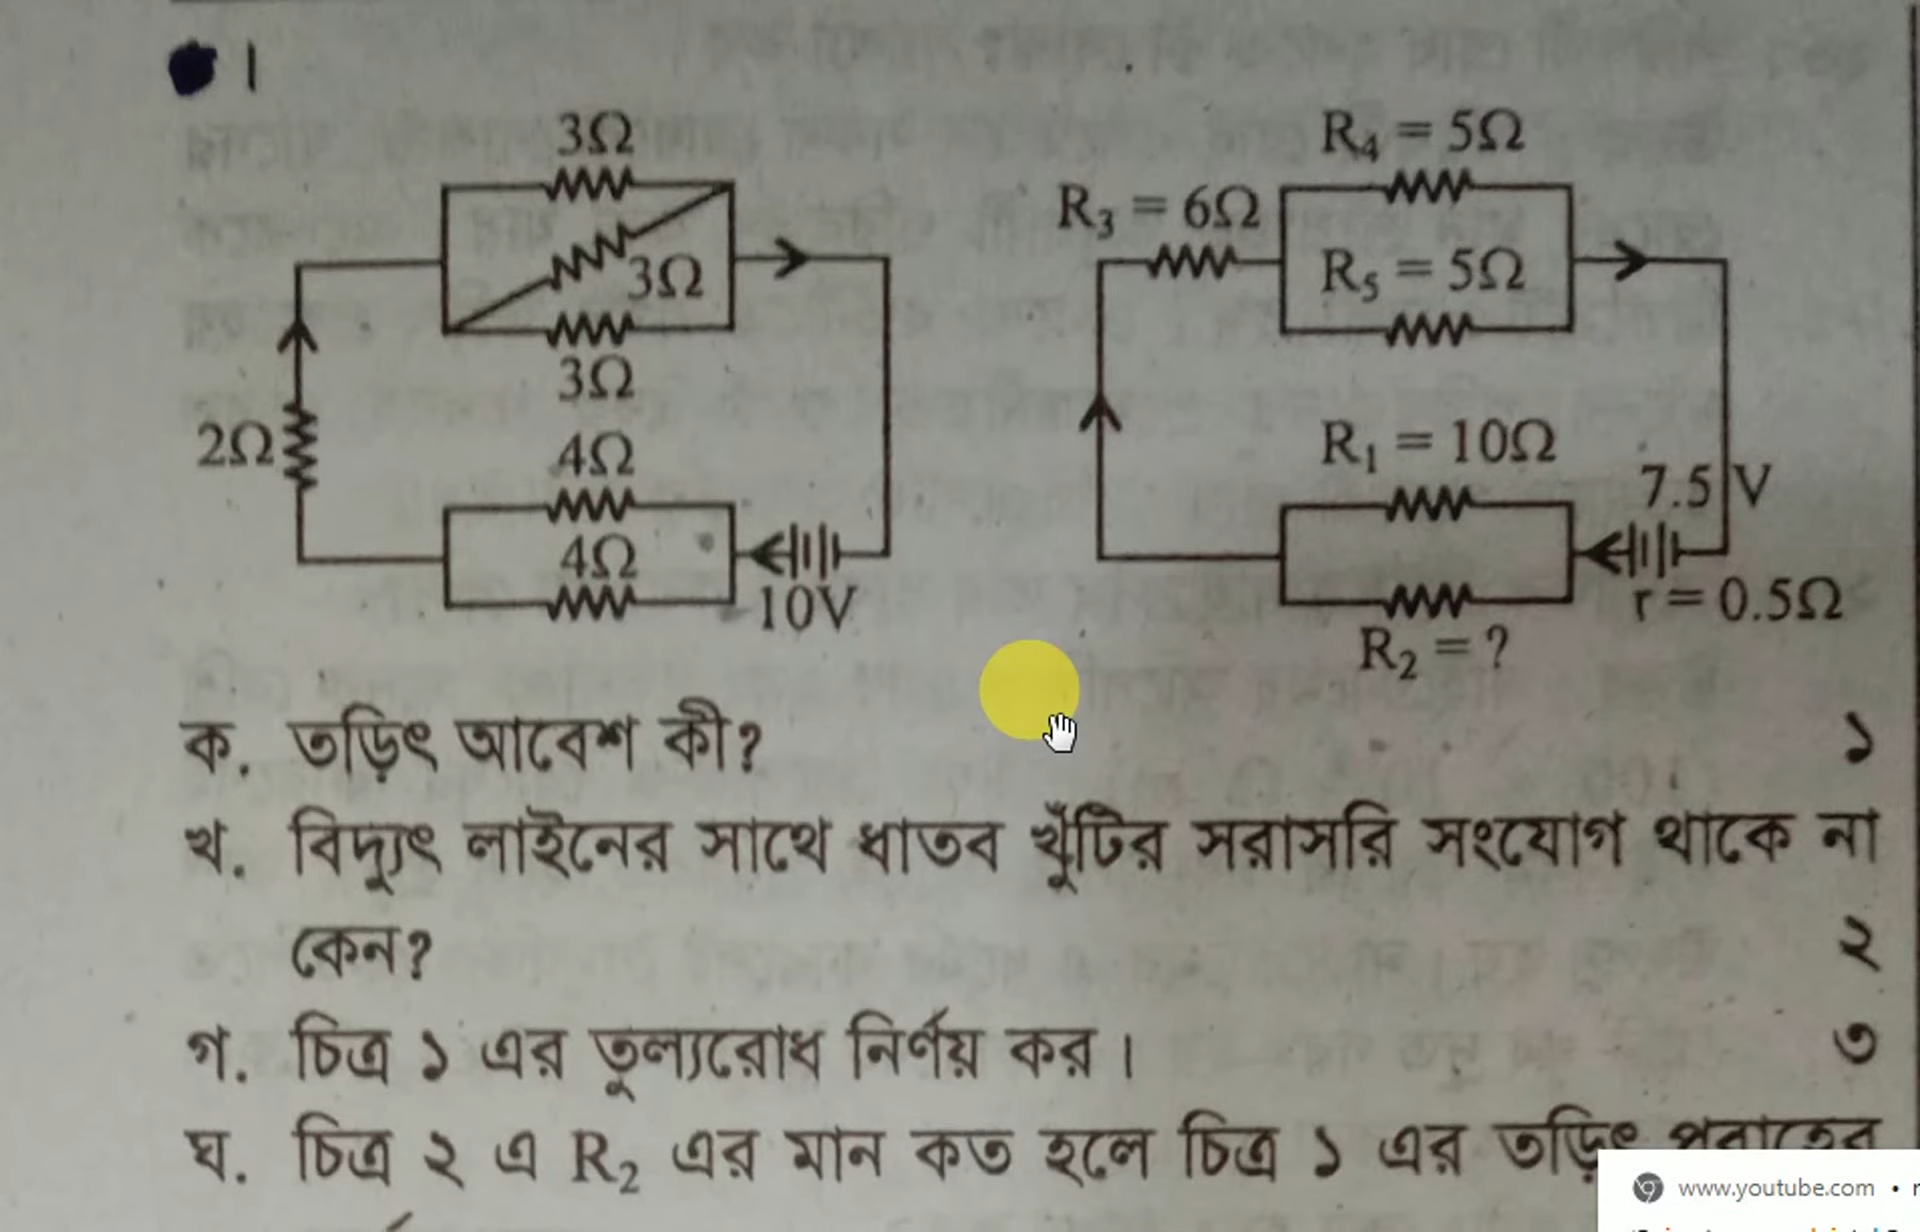 ১
3Ω
3Ω
3Ω
2Ω
4Ω
4Ω
10V
R₄ = 5Ω
R₃ = 6Ω
R₅ = 5Ω
R₁ = 10Ω
7.5 V
r = 0.5Ω
R₂ = ?
ক. তড়িৎ আবেশ কী? ১
খ. বিদ্যুৎ লাইনের সাথে ধাতব খুঁটির সরাসরি সংযোগ থাকে না
কেন? ২
গ. চিত্র ১ এর তুল্যরোধ নির্ণয় কর। ৩
ঘ. চিত্র ২ এ R₂ এর মান কত হলে চিত্র ১ এর তড়িৎ
www.youtube.com •